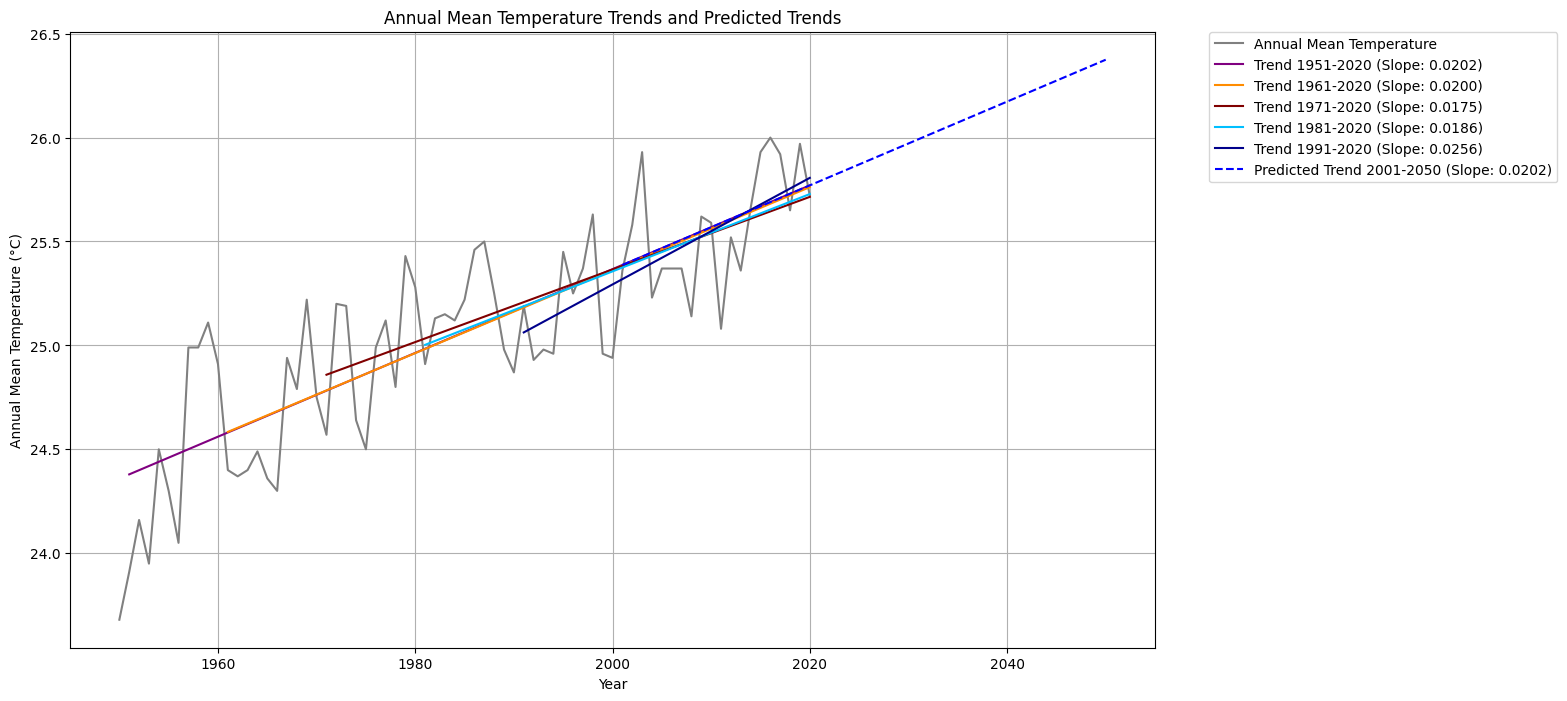 Annual Mean Temperature Trends and Predicted Trends
26.5
26.0
25.5
25.0
24.5
24.0
Annual Mean Temperature (°C)
1960
1980
2000
2020
2040
Year
Annual Mean Temperature
Trend 1951-2020 (Slope: 0.0202)
Trend 1961-2020 (Slope: 0.0200)
Trend 1971-2020 (Slope: 0.0175)
Trend 1981-2020 (Slope: 0.0186)
Trend 1991-2020 (Slope: 0.0256)
Predicted Trend 2001-2050 (Slope: 0.0202)